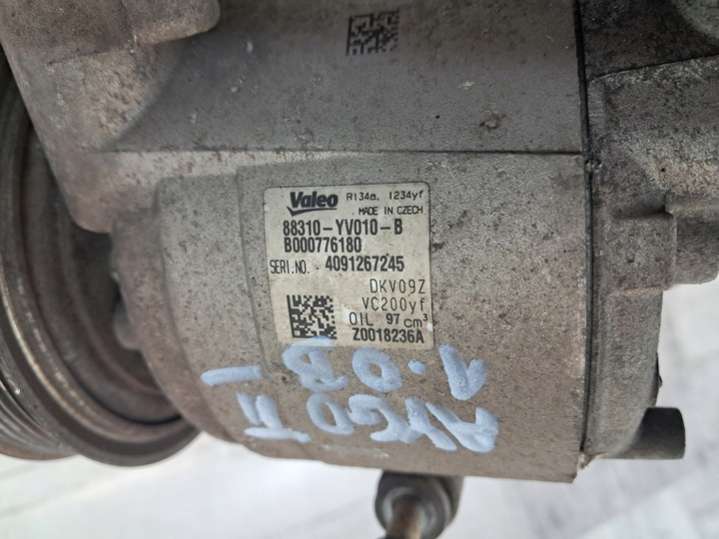 Valeo R134a, 1234yf
MADE IN CZECH
88310-YV010-B
B000776180
SERI.NO. 4091267245
DKV09Z
VC200yf
OIL 97 cm³
Z0018236A
AYGO II
1.0B